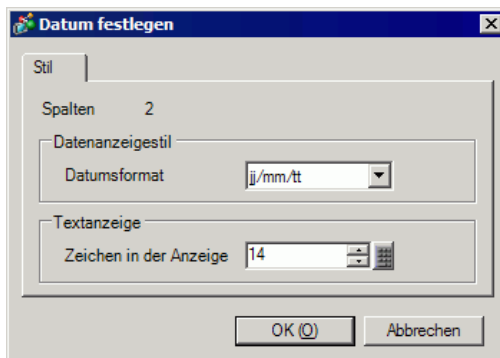 Datum festlegen
Stil
Spalten 2
Datenanzeigestil
Datumsformat jj/mm/tt
Textanzeige
Zeichen in der Anzeige 14
OK (O) Abbrechen